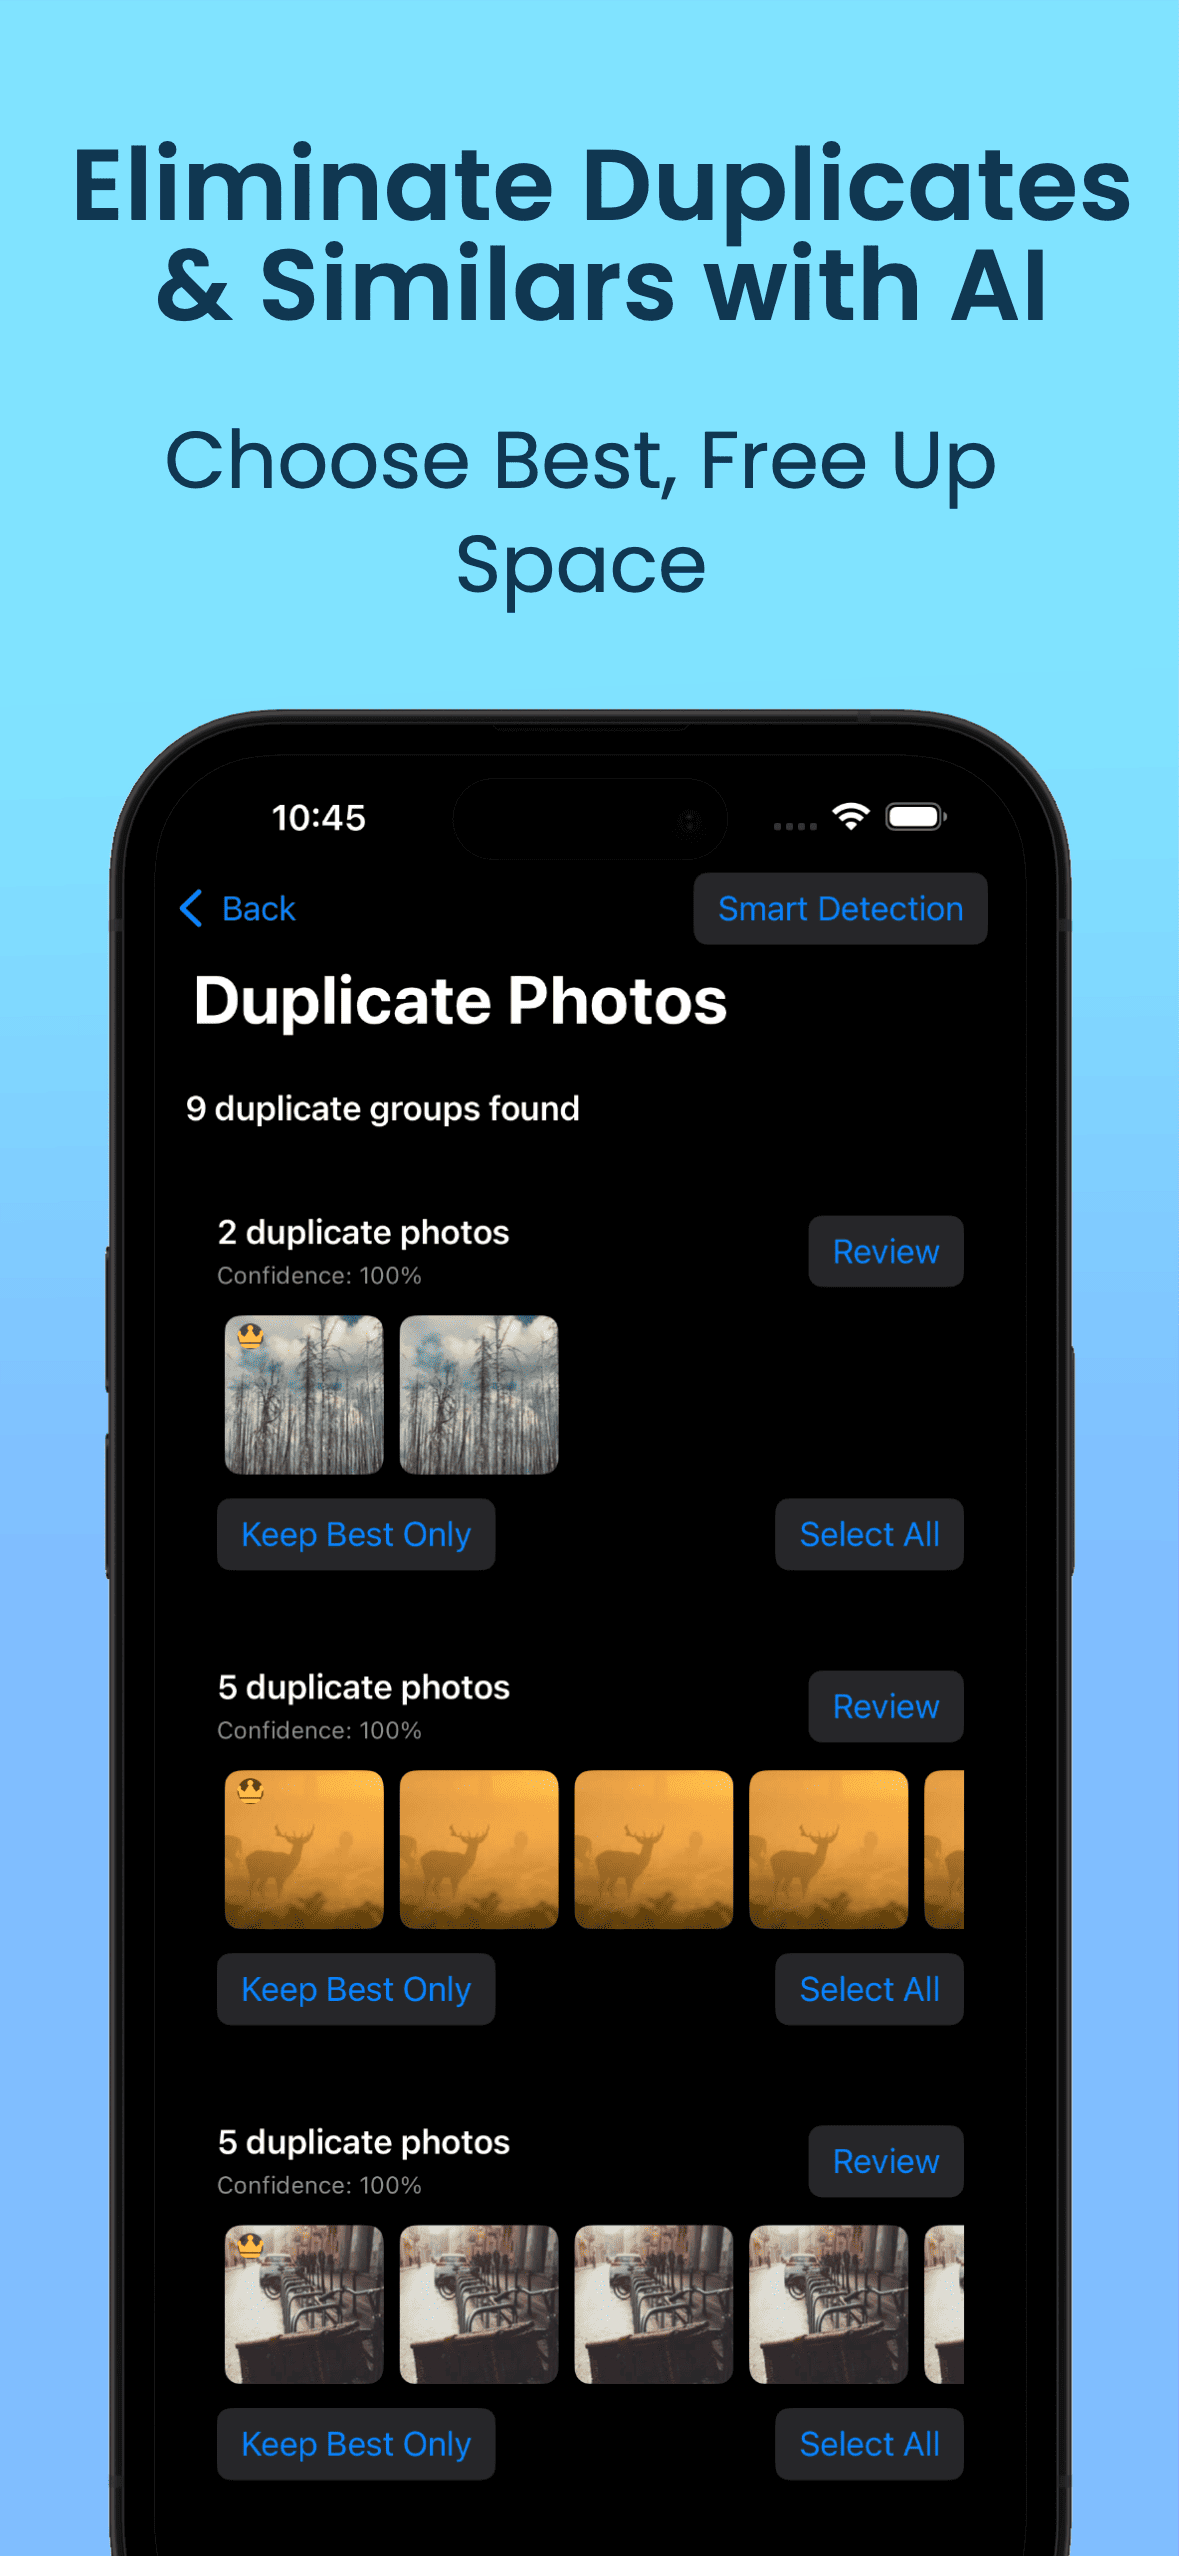 Eliminate Duplicates
& Similars with AI
Choose Best, Free Up
Space
10:45
Back
Smart Detection
Duplicate Photos
9 duplicate groups found
2 duplicate photos
Review
Confidence: 100%
Keep Best Only
Select All
5 duplicate photos
Review
Confidence: 100%
Keep Best Only
Select All
5 duplicate photos
Review
Confidence: 100%
Keep Best Only
Select All